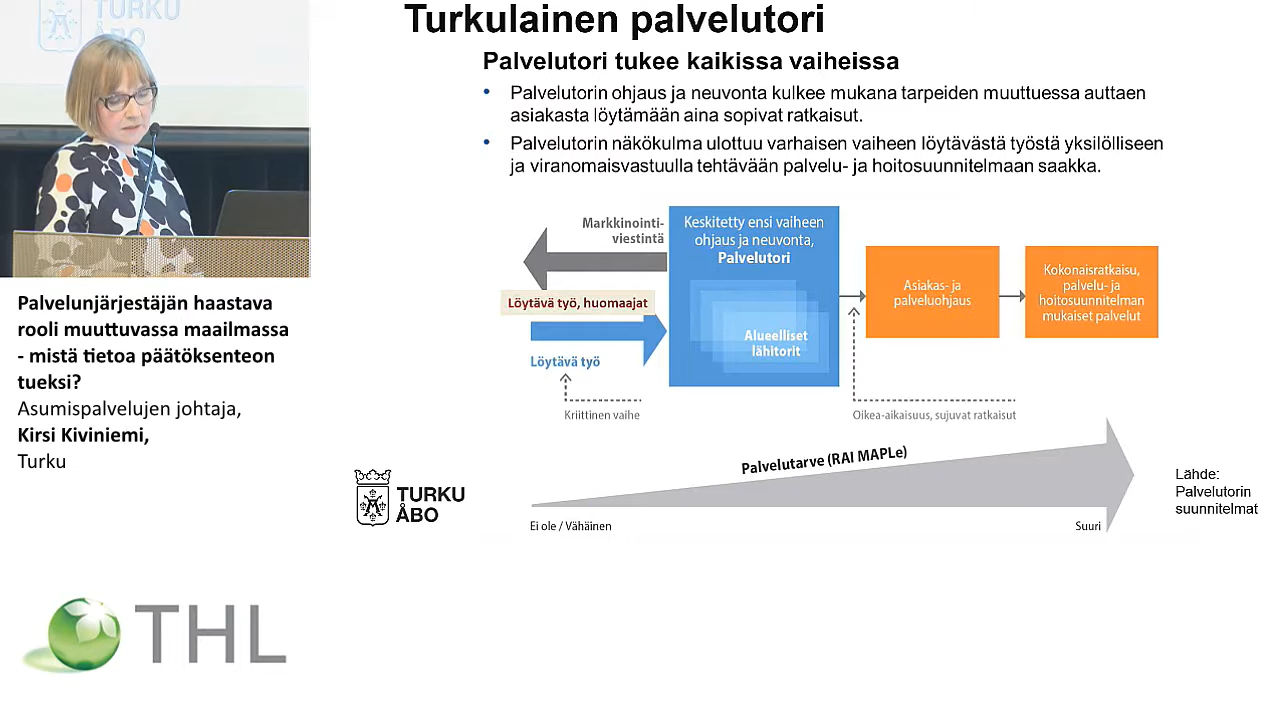 TURKU
ÅBO
Turkulainen palvelutori
Palvelutori tukee kaikissa vaiheissa
• Palvelutorin ohjaus ja neuvonta kulkee mukana tarpeiden muuttuessa auttaen
asiakasta löytämään aina sopivat ratkaisut.
• Palvelutorin näkökulma ulottuu varhaisen vaiheen löytävästä työstä yksilölliseen
ja viranomaisvastuulla tehtävään palvelu- ja hoitosuunnitelmaan saakka.
Markkinointi-
viestintä
Löytävä työ, huomaajat
Löytävä työ
Kriittinen vaihe
Keskitetty ensi vaiheen
ohjaus ja neuvonta,
Palvelutori
Alueelliset
lähitorit
Asiakas- ja
palveluohjaus
Kokonaisratkaisu,
palvelu- ja
hoitosuunnitelman
mukaiset palvelut
Oikea-aikaisuus, sujuvat ratkaisut
Palvelutarve (RAI MAPLe)
Ei ole / Vähäinen
Suuri
Lähde:
Palvelutorin
suunnitelmat
TURKU
ÅBO
Palvelunjärjestäjän haastava
rooli muuttuvassa maailmassa
- mistä tietoa päätöksenteon
tueksi?
Asumispalvelujen johtaja,
Kirsi Kiviniemi,
Turku
THL